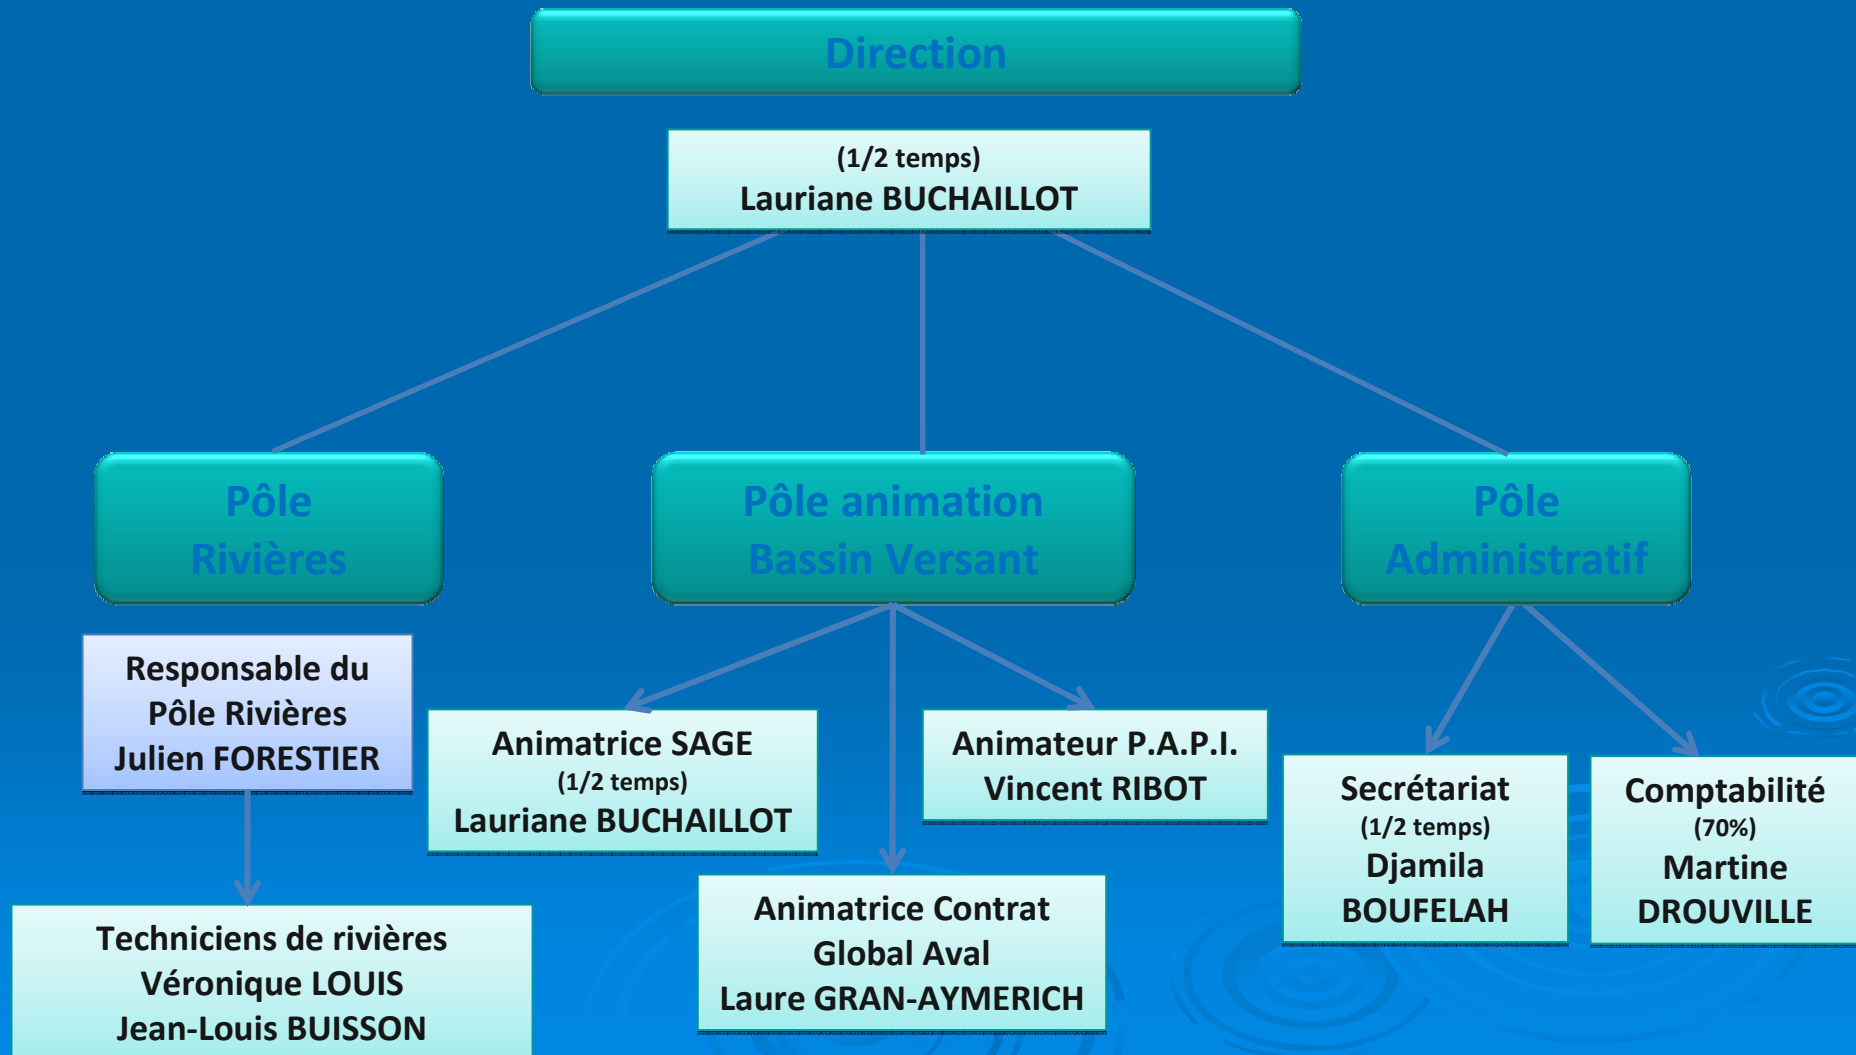 Direction
(1/2 temps)
Lauriane BUCHAILLOT
Pôle
Rivières
Pôle animation
Bassin Versant
Pôle
Administratif
Responsable du
Pôle Rivières
Julien FORESTIER
Animatrice SAGE
(1/2 temps)
Lauriane BUCHAILLOT
Animateur P.A.P.I.
Vincent RIBOT
Secrétariat
(1/2 temps)
Djamila
BOUFELAH
Comptabilité
(70%)
Martine
DROUVILLE
Techniciens de rivières
Véronique LOUIS
Jean-Louis BUISSON
Animatrice Contrat
Global Aval
Laure GRAN-AYMERICH